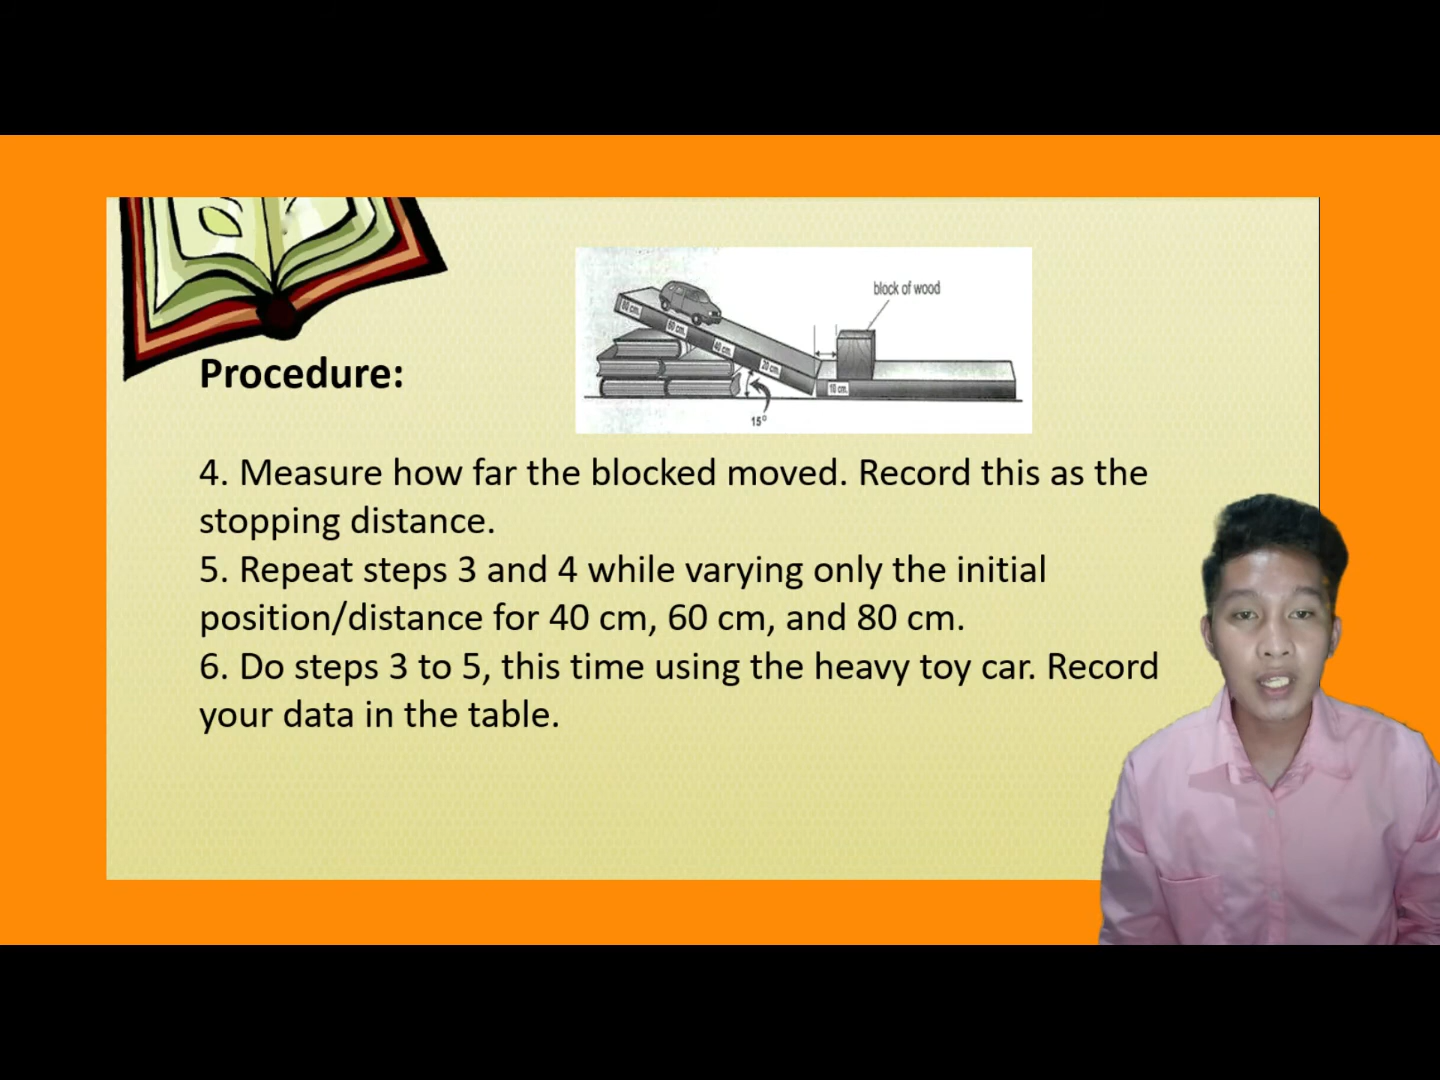 block of wood
80 cm.
60 cm.
40 cm.
20 cm.
10 cm.
15°
Procedure:
4. Measure how far the blocked moved. Record this as the
stopping distance.
5. Repeat steps 3 and 4 while varying only the initial
position/distance for 40 cm, 60 cm, and 80 cm.
6. Do steps 3 to 5, this time using the heavy toy car. Record
your data in the table.